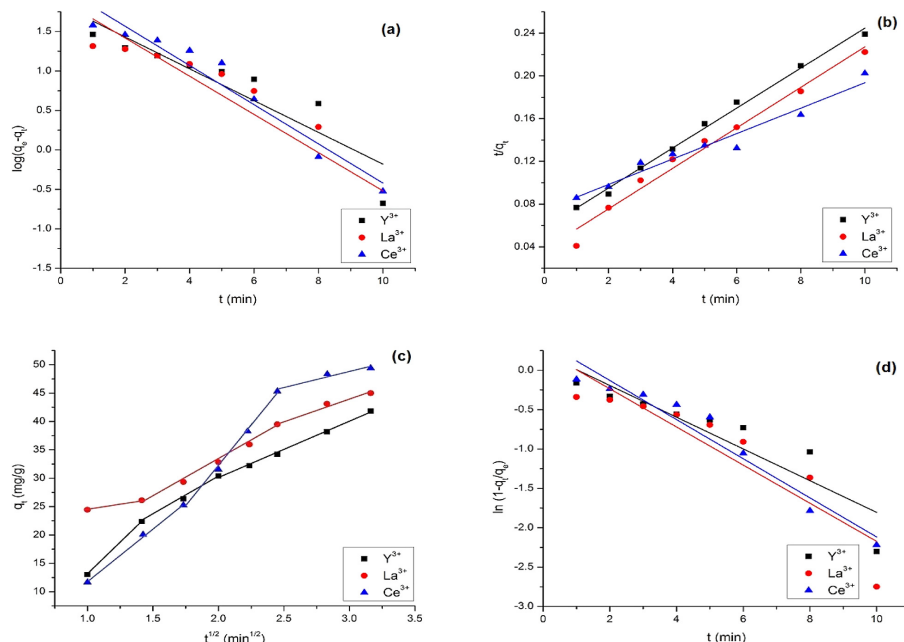 (a)
log(qe-qt)
1.5
1.0
0.5
0.0
-0.5
-1.0
1.5
0 2 4 6 8 10
t (min)
Y3+
La3+
Ce3+
(b)
t/qt
0.24
0.20
0.16
0.12
0.08
0.04
0 2 4 6 8 10
t (min)
Y3+
La3+
Ce3+
(c)
qt (mg/g)
50
45
40
35
30
25
20
15
10
1.0 1.5 2.0 2.5 3.0 3.5
t1/2 (min1/2)
Y3+
La3+
Ce3+
(d)
ln (1-qt/qe)
0.0
-0.5
-1.0
-1.5
-2.0
-2.5
-3.0
0 2 4 6 8 10
t (min)
Y3+
La3+
Ce3+